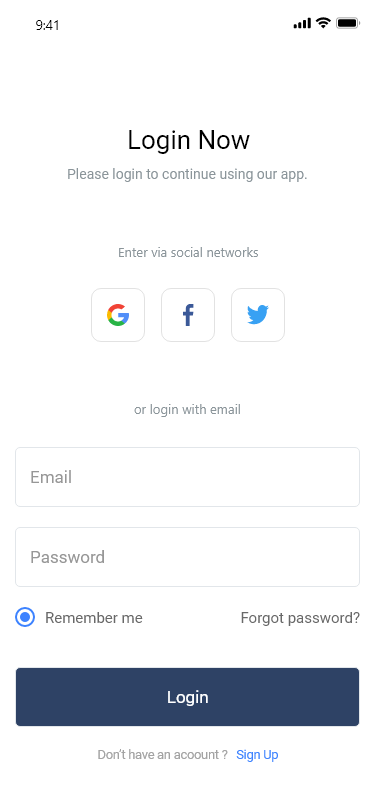 9:41
Login Now
Please login to continue using our app.
Enter via social networks
or login with email
Email
Password
Remember me
Forgot password?
Login
Don't have an acoount ? Sign Up